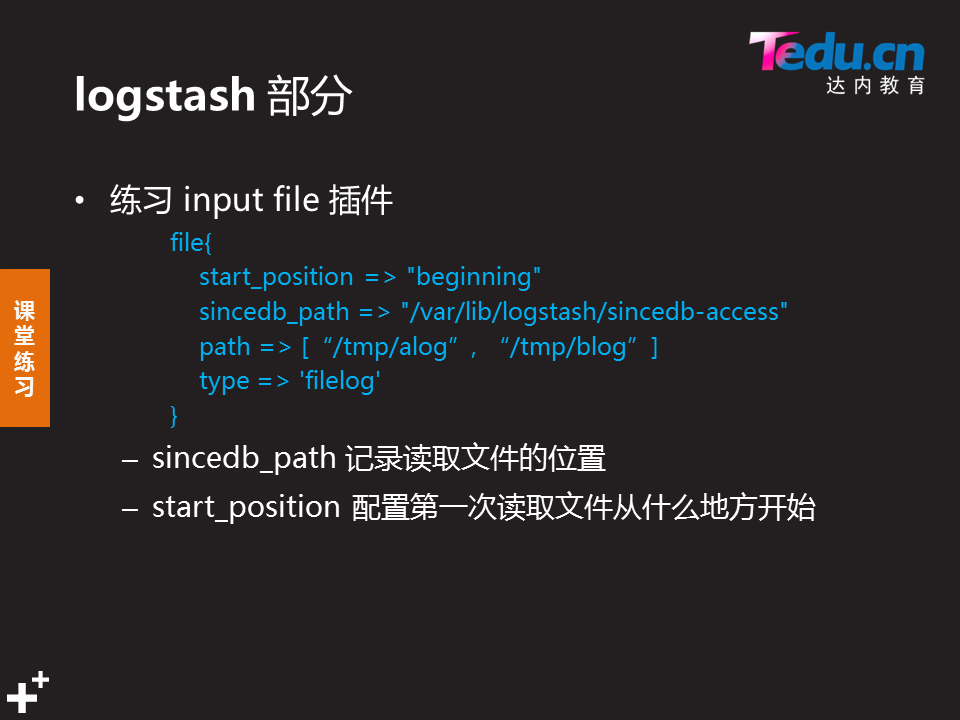 Tedu.cn
达内教育
logstash 部分
• 练习 input file 插件
file{
start_position => "beginning"
sincedb_path => "/var/lib/logstash/sincedb-access"
path => [“/tmp/alog”, “/tmp/blog”]
type => 'filelog'
}
– sincedb_path 记录读取文件的位置
– start_position 配置第一次读取文件从什么地方开始
课
堂
练
习